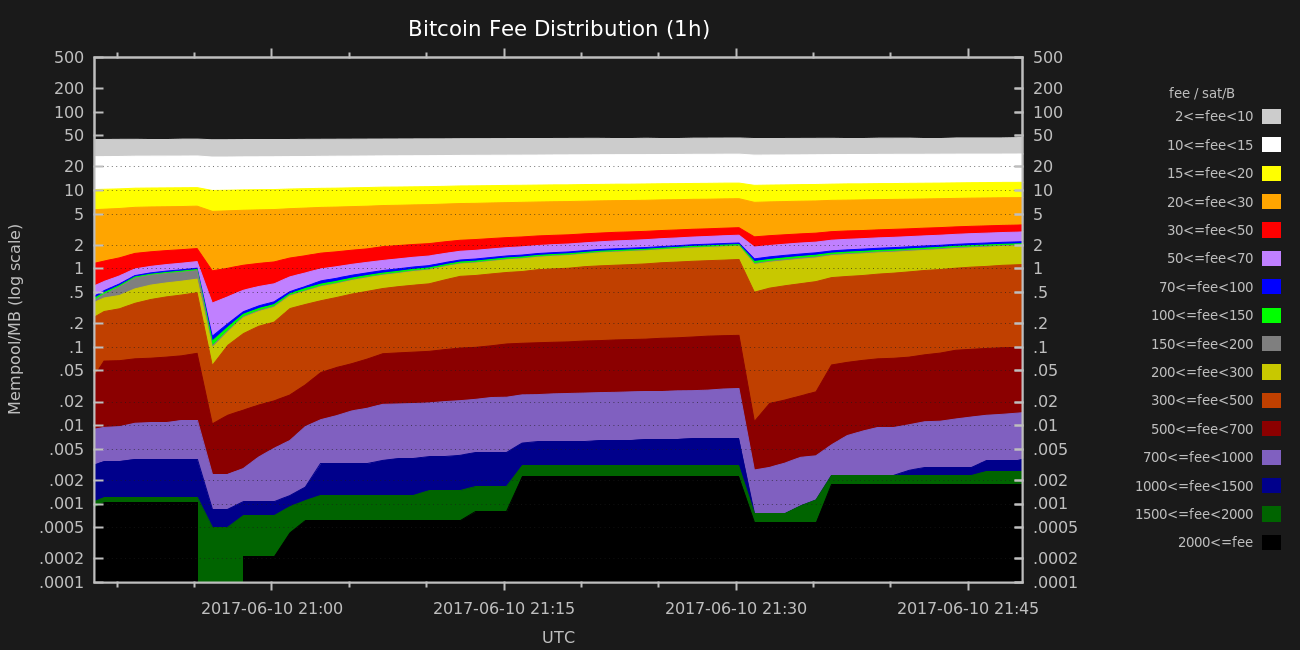 Bitcoin Fee Distribution (1h)
500 500
200 200
100 100
50 50
20 20
10 10
5 5
2 2
1 1
.5 .5
.2 .2
.1 .1
.05 .05
.02 .02
.01 .01
.005 .005
.002 .002
.001 .001
.0005 .0005
.0002 .0002
.0001 .0001
Mempool/MB (log scale)
2017-06-10 21:00 2017-06-10 21:15 2017-06-10 21:30 2017-06-10 21:45
UTC
fee / sat/B
2<=fee<10
10<=fee<15
15<=fee<20
20<=fee<30
30<=fee<50
50<=fee<70
70<=fee<100
100<=fee<150
150<=fee<200
200<=fee<300
300<=fee<500
500<=fee<700
700<=fee<1000
1000<=fee<1500
1500<=fee<2000
2000<=fee